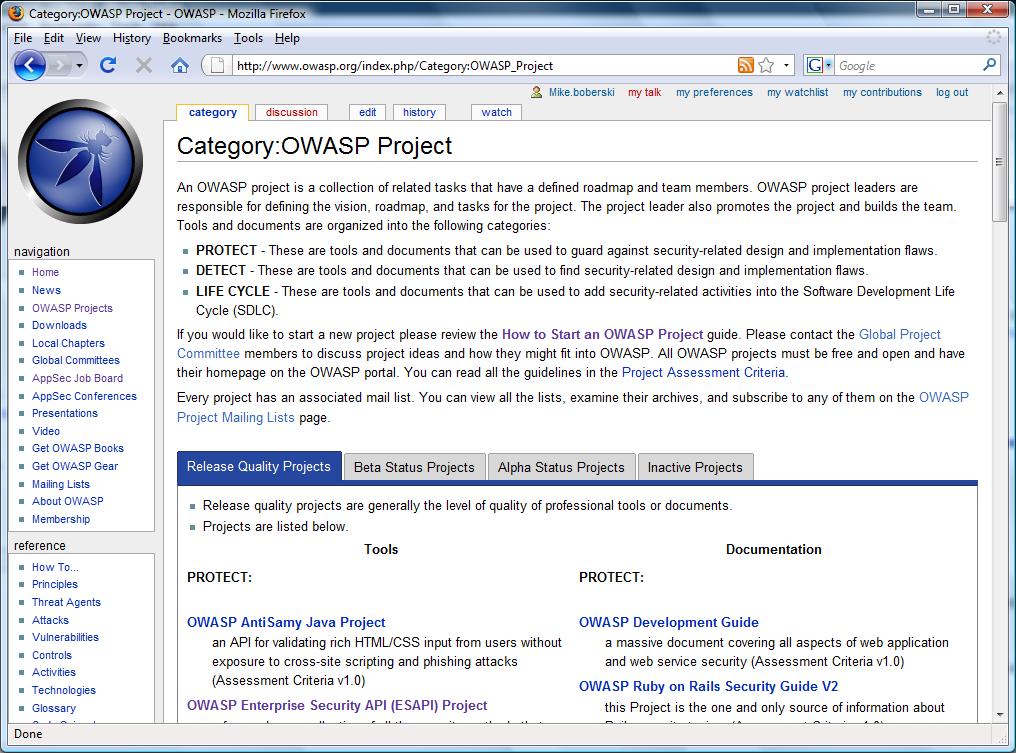 Category:OWASP Project - OWASP - Mozilla Firefox
File Edit View History Bookmarks Tools Help
http://www.owasp.org/index.php/Category:OWASP_Project
Google
Mike.boberski my talk my preferences my watchlist my contributions log out
category discussion edit history watch
Category:OWASP Project
An OWASP project is a collection of related tasks that have a defined roadmap and team members. OWASP project leaders are
responsible for defining the vision, roadmap, and tasks for the project. The project leader also promotes the project and builds the team.
Tools and documents are organized into the following categories:
PROTECT - These are tools and documents that can be used to guard against security-related design and implementation flaws.
DETECT - These are tools and documents that can be used to find security-related design and implementation flaws.
LIFE CYCLE - These are tools and documents that can be used to add security-related activities into the Software Development Life
Cycle (SDLC).
If you would like to start a new project please review the How to Start an OWASP Project guide. Please contact the Global Project
Committee members to discuss project ideas and how they might fit into OWASP. All OWASP projects must be free and open and have
their homepage on the OWASP portal. You can read all the guidelines in the Project Assessment Criteria.
Every project has an associated mail list. You can view all the lists, examine their archives, and subscribe to any of them on the OWASP
Project Mailing Lists page.
Release Quality Projects Beta Status Projects Alpha Status Projects Inactive Projects
Release quality projects are generally the level of quality of professional tools or documents.
Projects are listed below.
Tools
PROTECT:
OWASP AntiSamy Java Project
an API for validating rich HTML/CSS input from users without
exposure to cross-site scripting and phishing attacks
(Assessment Criteria v1.0)
OWASP Enterprise Security API (ESAPI) Project
Documentation
PROTECT:
OWASP Development Guide
a massive document covering all aspects of web application
and web service security (Assessment Criteria v1.0)
OWASP Ruby on Rails Security Guide V2
this Project is the one and only source of information about
navigation
Home
News
OWASP Projects
Downloads
Local Chapters
Global Committees
AppSec Job Board
AppSec Conferences
Presentations
Video
Get OWASP Books
Get OWASP Gear
Mailing Lists
About OWASP
Membership
reference
How To...
Principles
Threat Agents
Attacks
Vulnerabilities
Controls
Activities
Technologies
Glossary
Done